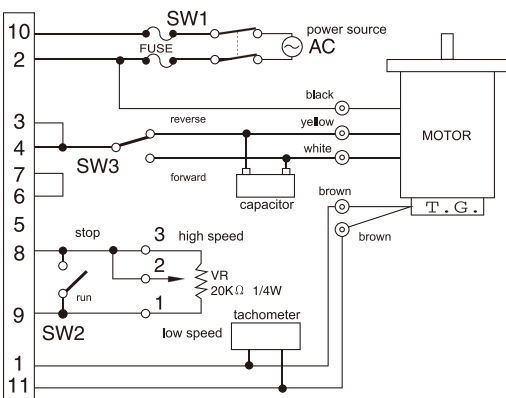 10
SW1
power source
FUSE
AC
2
black
3
reverse
yellow
4
SW3
white
MOTOR
7
forward
6
capacitor
brown
T.G.
5
stop
3
high speed
brown
8
2
VR
run
20KΩ 1/4W
1
9
SW2
low speed
tachometer
1
11